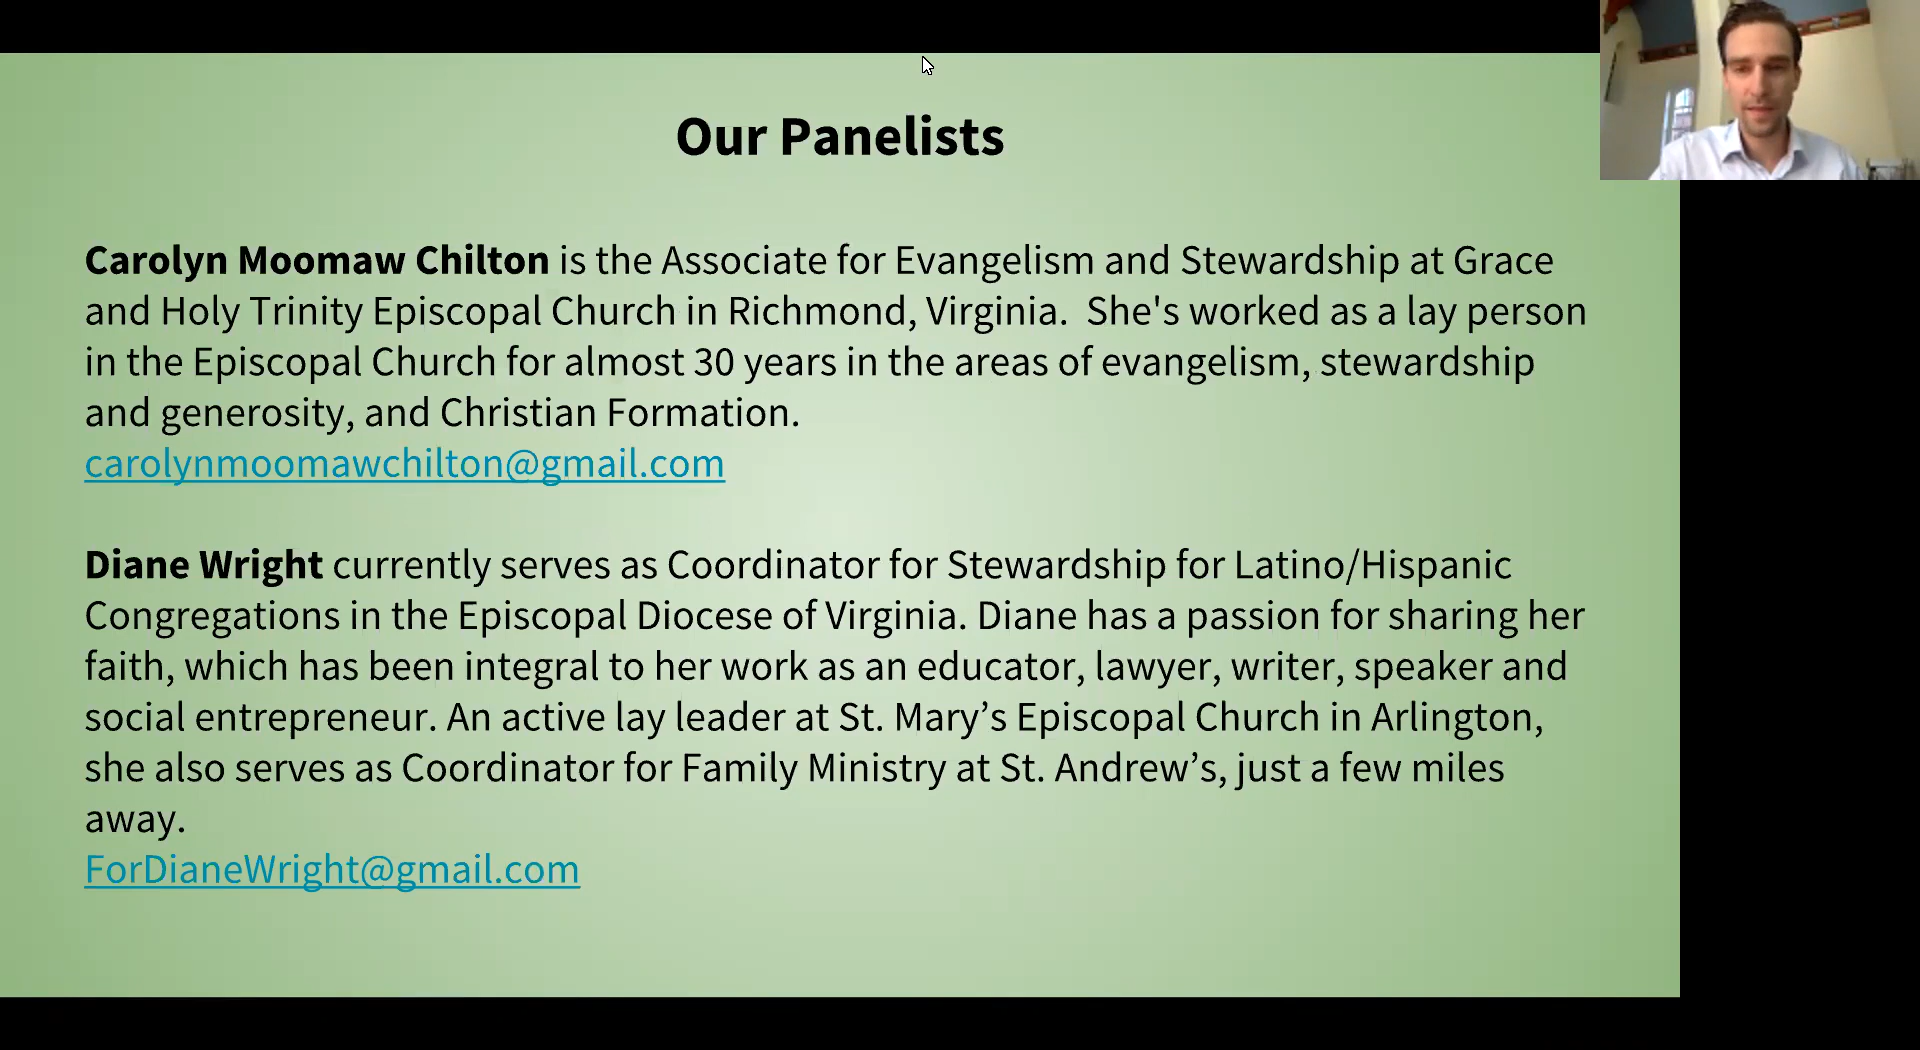 Our Panelists
Carolyn Moomaw Chilton is the Associate for Evangelism and Stewardship at Grace
and Holy Trinity Episcopal Church in Richmond, Virginia.  She's worked as a lay person
in the Episcopal Church for almost 30 years in the areas of evangelism, stewardship
and generosity, and Christian Formation.
carolynmoomawchilton@gmail.com
Diane Wright currently serves as Coordinator for Stewardship for Latino/Hispanic
Congregations in the Episcopal Diocese of Virginia. Diane has a passion for sharing her
faith, which has been integral to her work as an educator, lawyer, writer, speaker and
social entrepreneur. An active lay leader at St. Mary’s Episcopal Church in Arlington,
she also serves as Coordinator for Family Ministry at St. Andrew’s, just a few miles
away.
ForDianeWright@gmail.com